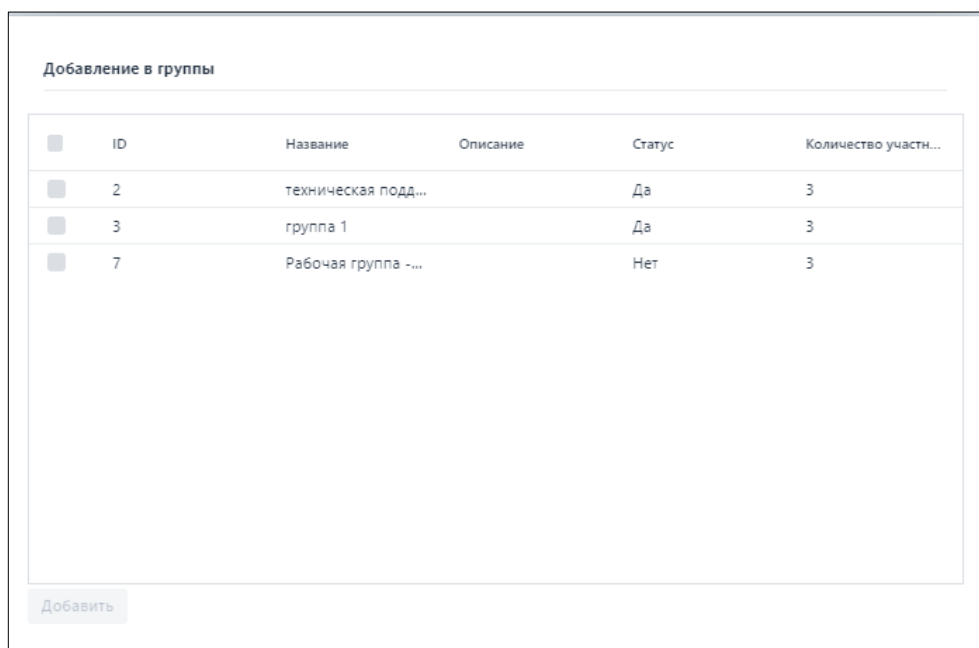 Добавление в группы
ID Название Описание Статус Количество участн...
2 техническая подд... Да 3
3 группа 1 Да 3
7 Рабочая группа -... Нет 3
Добавить